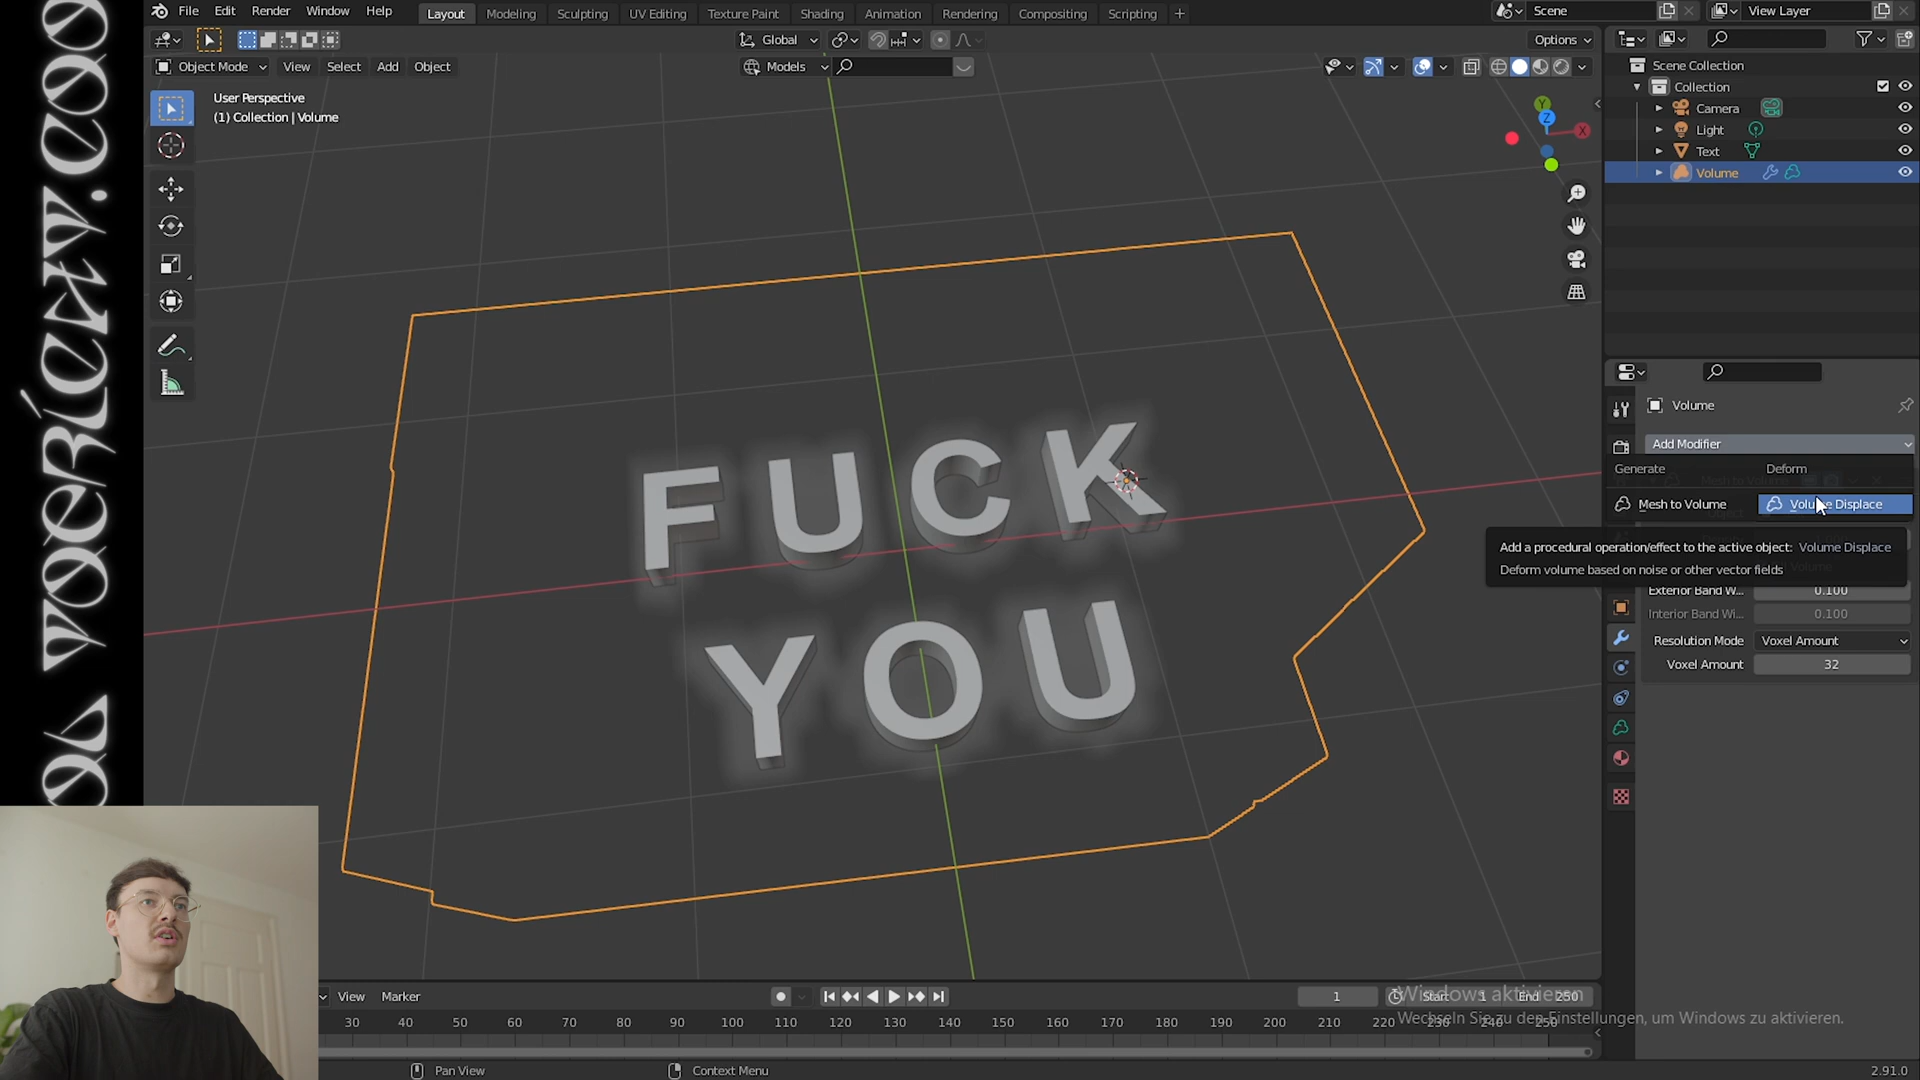 File Edit Render Window Help
Layout Modeling Sculpting UV Editing Texture Paint Shading Animation Rendering Compositing Scripting +
Scene
View Layer
Global
Options
Object Mode View Select Add Object
Models
User Perspective
(1) Collection | Volume
Scene Collection
Collection
Camera
Light
Text
Volume
Y
Z
X
FUCK
YOU
Volume
Add Modifier
Generate Deform
Mesh to Volume Volume Displace
Add a procedural operation/effect to the active object: Volume Displace
Deform volume based on noise or other vector fields
Exterior Band W... 0.100
Interior Band Wi... 0.100
Resolution Mode Voxel Amount
Voxel Amount 32
View Marker
1 Start 1 End 250
Windows aktivieren
Wechseln Sie zu den Einstellungen, um Windows zu aktivieren.
30 40 50 60 70 80 90 100 110 120 130 140 150 160 170 180 190 200 210 220 230 240 250
Pan View Context Menu 2.91.0